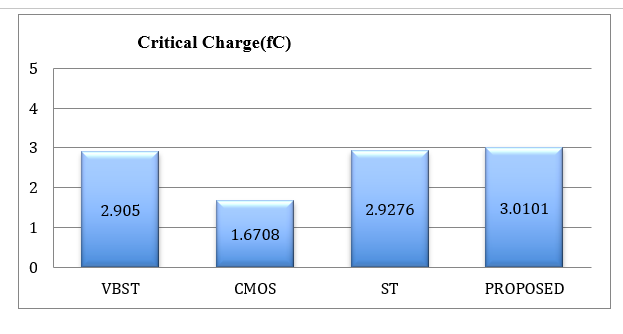 Critical Charge(fC)
5
4
3
2
1
0
2.905
1.6708
2.9276
3.0101
VBST
CMOS
ST
PROPOSED